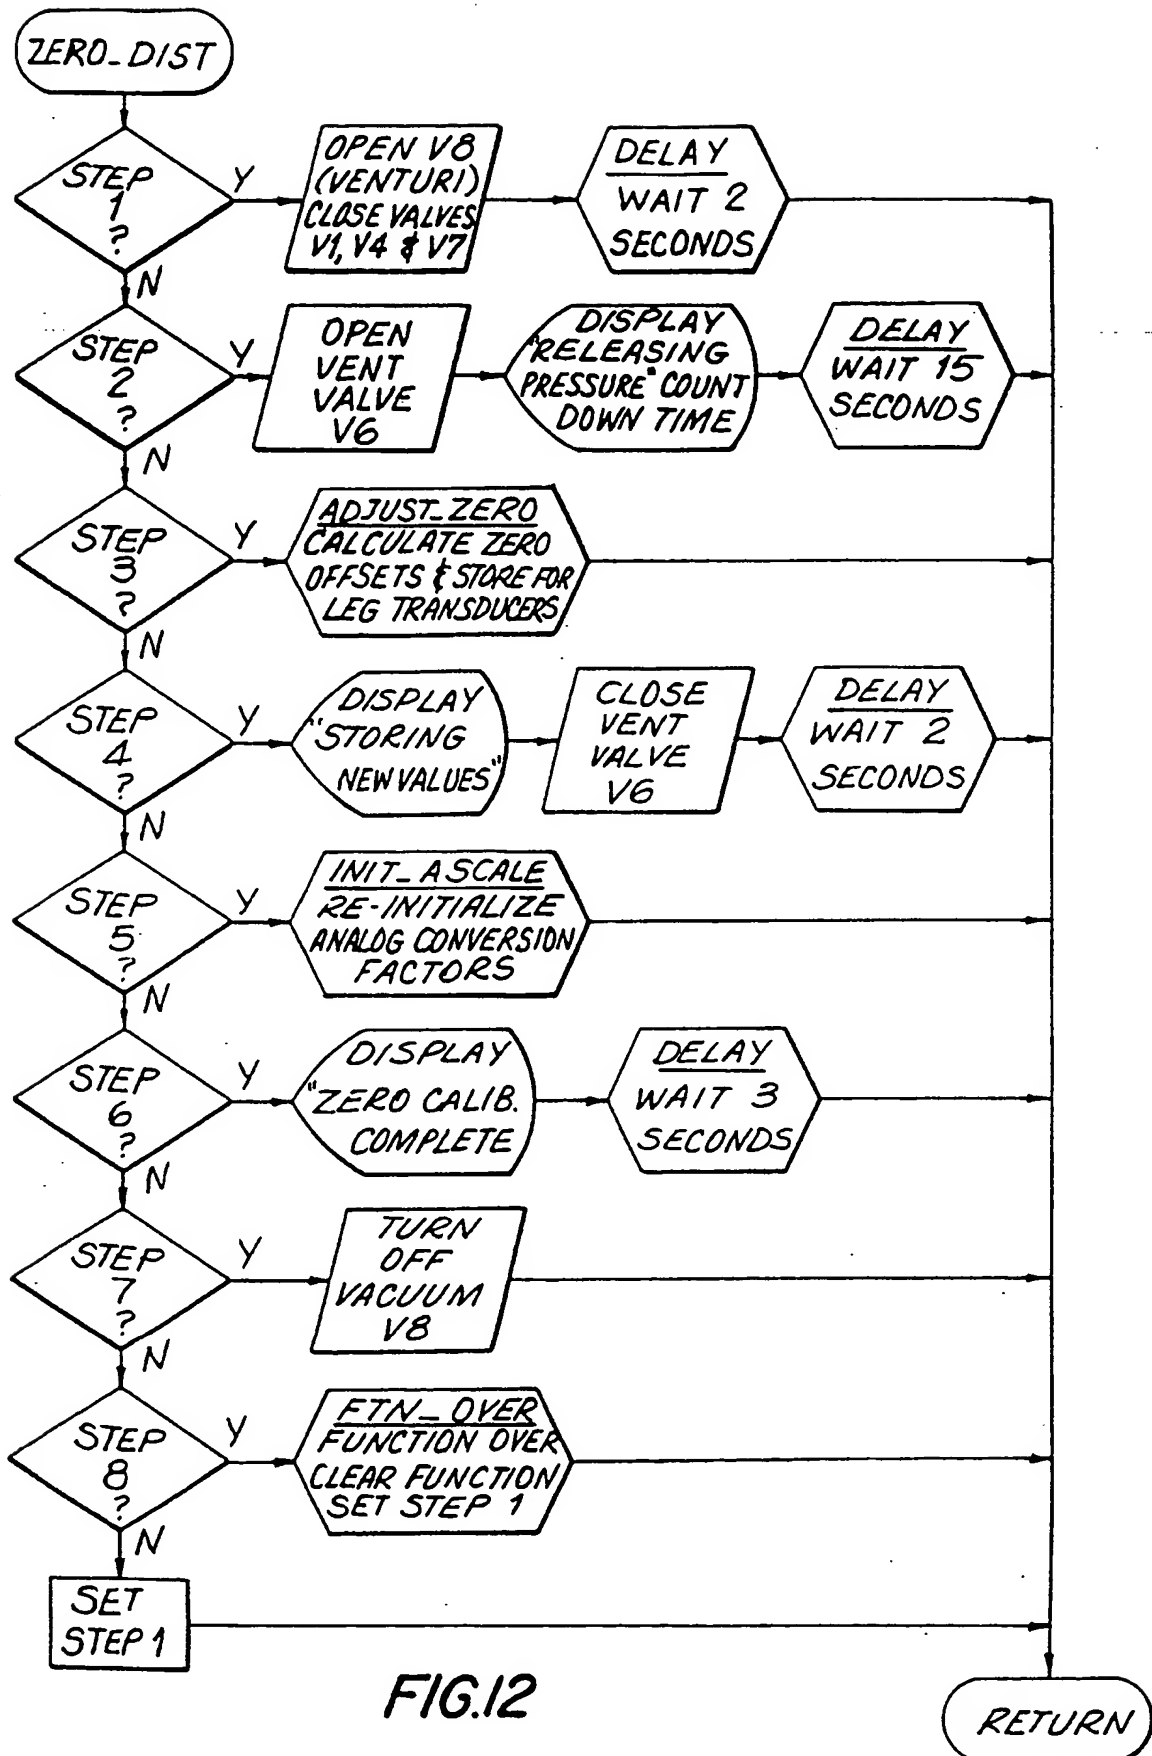 ZERO_DIST
STEP
1
?
Y
OPEN V8
(VENTURI)
CLOSE VALVES
V1, V4 & V7
DELAY
WAIT 2
SECONDS
N
STEP
2
?
Y
OPEN
VENT
VALVE
V6
DISPLAY
"RELEASING
PRESSURE" COUNT
DOWN TIME
DELAY
WAIT 15
SECONDS
N
STEP
3
?
Y
ADJUST_ZERO
CALCULATE ZERO
OFFSETS & STORE FOR
LEG TRANSDUCERS
N
STEP
4
?
Y
DISPLAY
"STORING
NEW VALUES"
CLOSE
VENT
VALVE
V6
DELAY
WAIT 2
SECONDS
N
STEP
5
?
Y
INIT_ASCALE
RE-INITIALIZE
ANALOG CONVERSION
FACTORS
N
STEP
6
?
Y
DISPLAY
"ZERO CALIB.
COMPLETE
DELAY
WAIT 3
SECONDS
N
STEP
7
?
Y
TURN
OFF
VACUUM
V8
N
STEP
8
?
Y
FTN_OVER
FUNCTION OVER
CLEAR FUNCTION
SET STEP 1
N
SET
STEP 1
FIG.12
RETURN